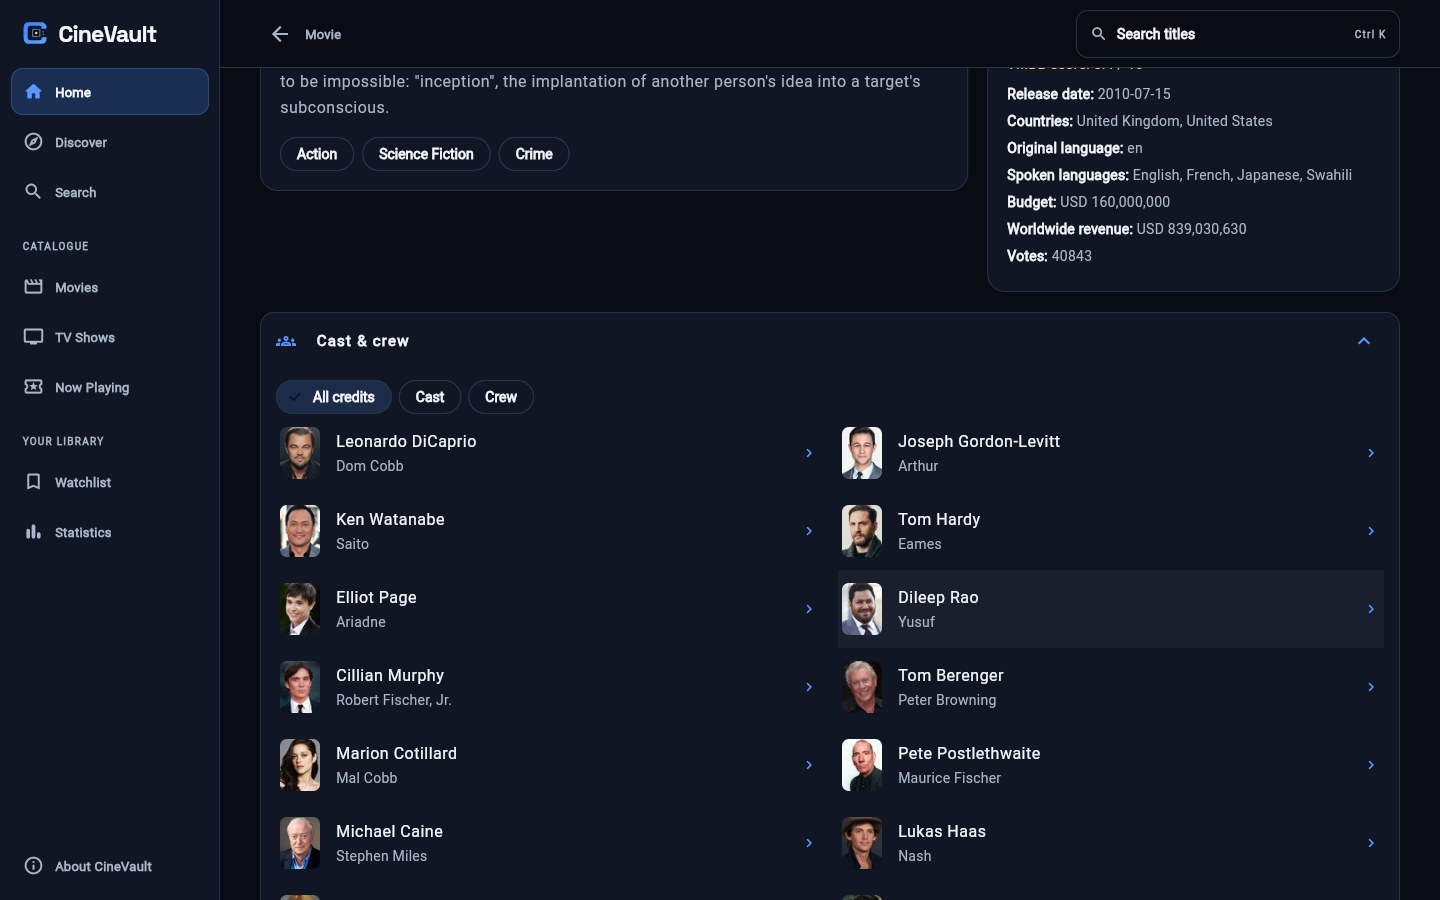 CineVault
Home
Discover
Search
CATALOGUE
Movies
TV Shows
Now Playing
YOUR LIBRARY
Watchlist
Statistics
About CineVault
Movie
Search titles
Ctrl K
to be impossible: "inception", the implantation of another person's idea into a target's
subconscious.
Action
Science Fiction
Crime
Release date: 2010-07-15
Countries: United Kingdom, United States
Original language: en
Spoken languages: English, French, Japanese, Swahili
Budget: USD 160,000,000
Worldwide revenue: USD 839,030,630
Votes: 40843
Cast & crew
All credits
Cast
Crew
Leonardo DiCaprio
Dom Cobb
Joseph Gordon-Levitt
Arthur
Ken Watanabe
Saito
Tom Hardy
Eames
Elliot Page
Ariadne
Dileep Rao
Yusuf
Cillian Murphy
Robert Fischer, Jr.
Tom Berenger
Peter Browning
Marion Cotillard
Mal Cobb
Pete Postlethwaite
Maurice Fischer
Michael Caine
Stephen Miles
Lukas Haas
Nash